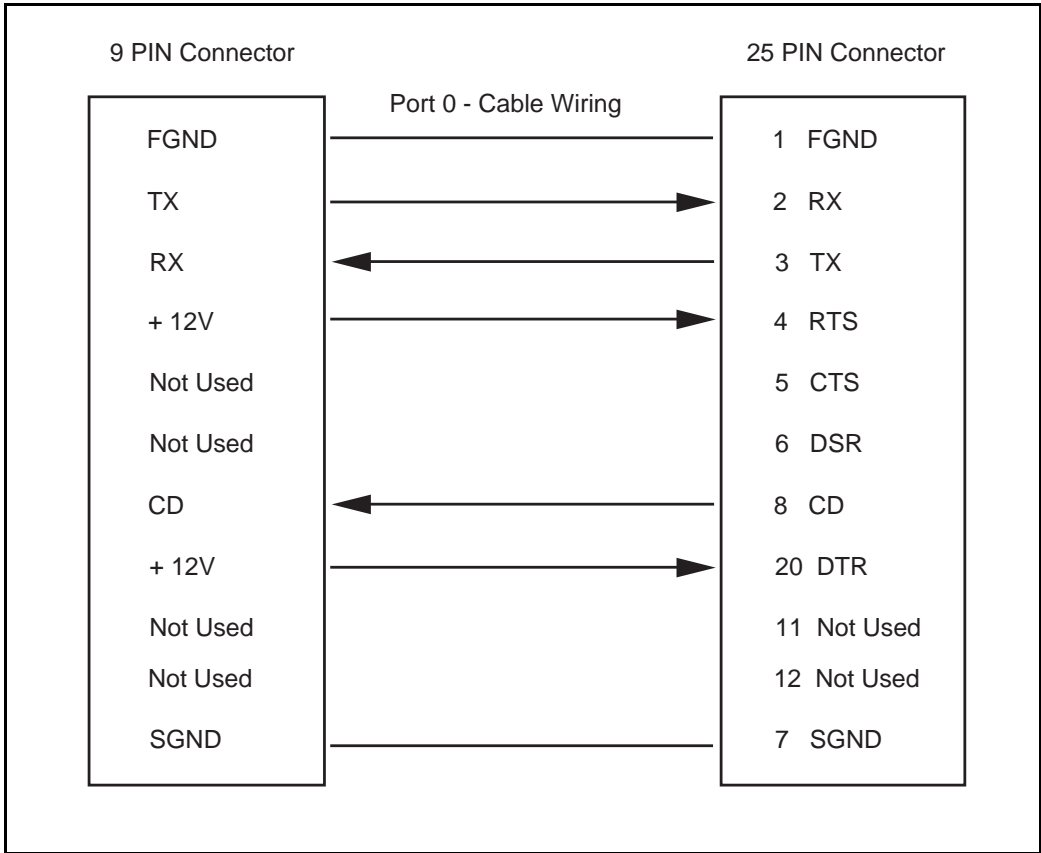 9 PIN Connector 25 PIN Connector
Port 0 - Cable Wiring
FGND 1 FGND
TX 2 RX
RX 3 TX
+ 12V 4 RTS
Not Used 5 CTS
Not Used 6 DSR
CD 8 CD
+ 12V 20 DTR
Not Used 11 Not Used
Not Used 12 Not Used
SGND 7 SGND